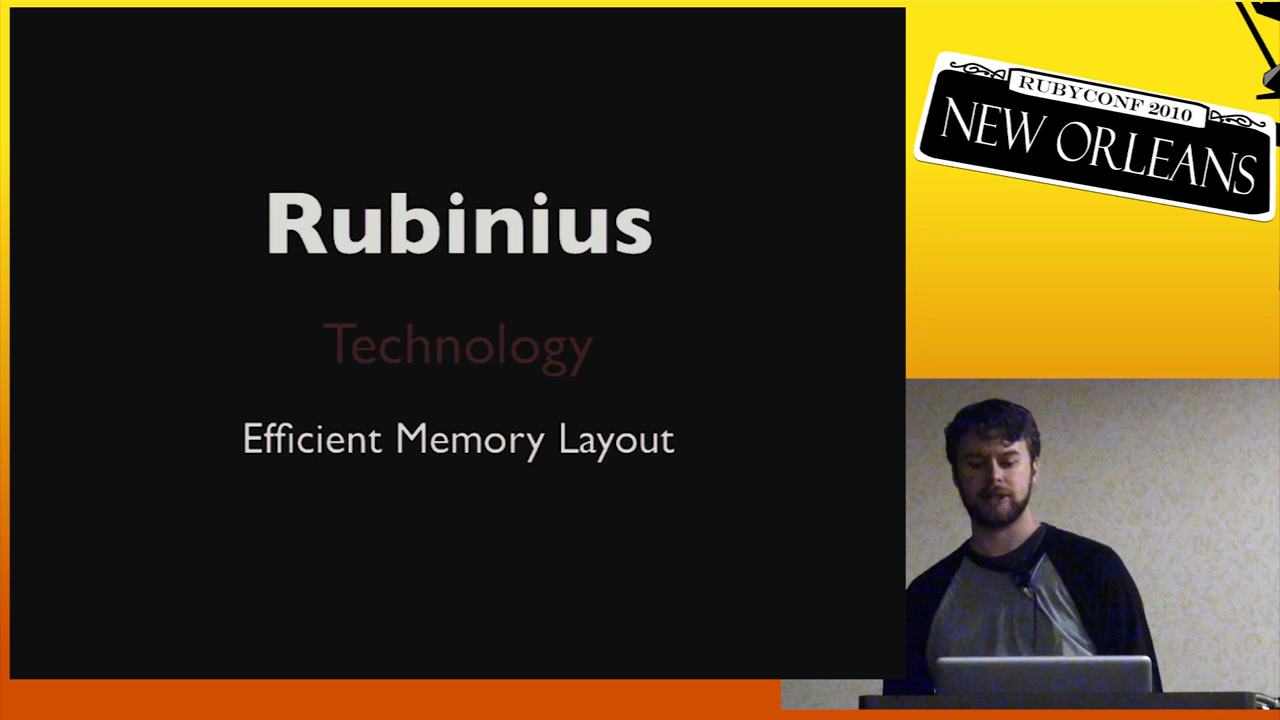 Rubinius
Technology
Efficient Memory Layout
RUBYCONF 2010
NEW ORLEANS